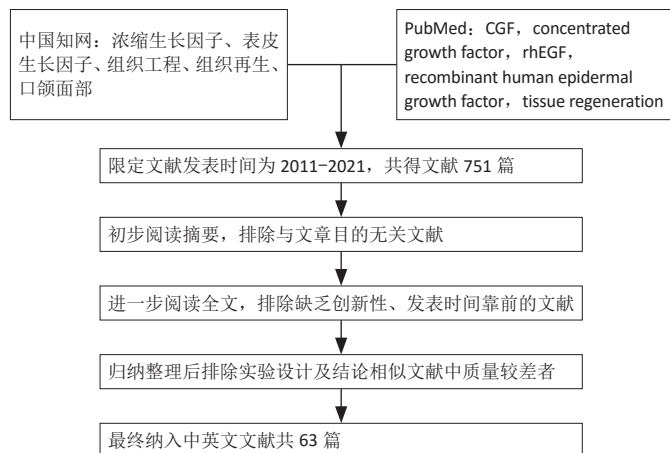 中国知网：浓缩生长因子、表皮
生长因子、组织工程、组织再生、
口颌面部
PubMed：CGF，concentrated
growth factor，rhEGF，
recombinant human epidermal
growth factor，tissue regeneration
限定文献发表时间为 2011-2021，共得文献 751 篇
初步阅读摘要，排除与文章目的无关文献
进一步阅读全文，排除缺乏创新性、发表时间靠前的文献
归纳整理后排除实验设计及结论相似文献中质量较差者
最终纳入中英文文献共 63 篇